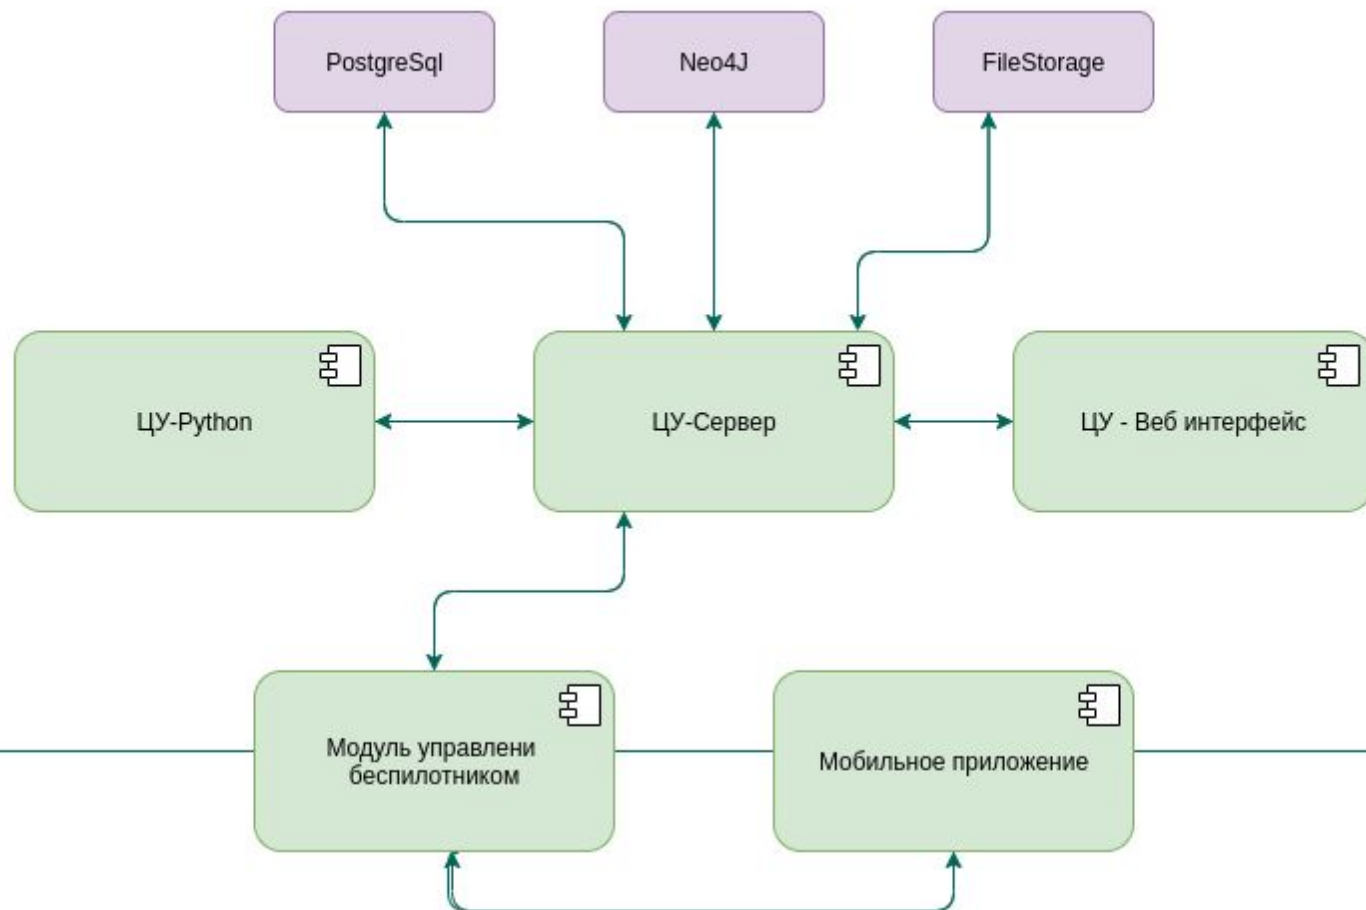 PostgreSql
Neo4J
FileStorage
ЦУ-Python
ЦУ-Сервер
ЦУ - Веб интерфейс
Модуль управлени
беспилотником
Мобильное приложение